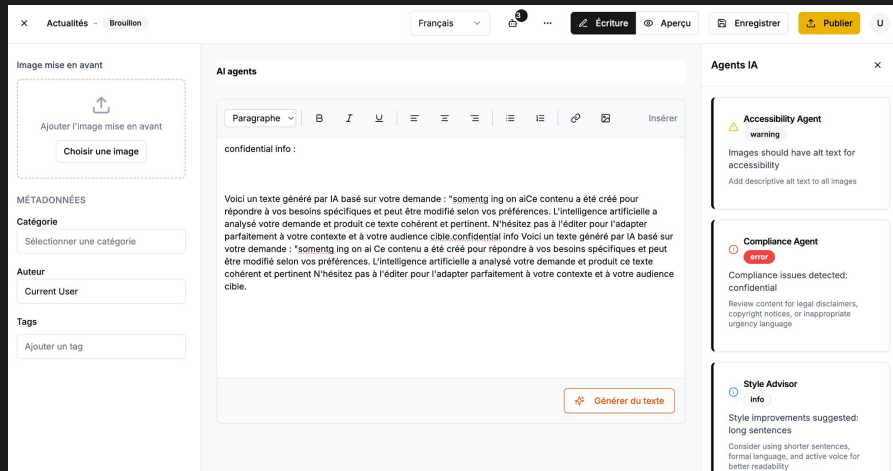 Actualités - Brouillon
Français
3
Écriture
Aperçu
Enregistrer
Publier
U
Image mise en avant
Ajouter l'image mise en avant
Choisir une image
MÉTADONNÉES
Catégorie
Sélectionner une catégorie
Auteur
Current User
Tags
Ajouter un tag
AI agents
Paragraphe
B
I
U
Insérer
confidential info :
Voici un texte généré par IA basé sur votre demande : "somentg ing on aiCe contenu a été créé pour
répondre à vos besoins spécifiques et peut être modifié selon vos préférences. L'intelligence artificielle a
analysé votre demande et produit ce texte cohérent et pertinent. N'hésitez pas à l'éditer pour l'adapter
parfaitement à votre contexte et à votre audience cible.confidential info Voici un texte généré par IA basé sur
votre demande : "somentg ing on ai Ce contenu a été créé pour répondre à vos besoins spécifiques et peut
être modifié selon vos préférences. L'intelligence artificielle a analysé votre demande et produit ce texte
cohérent et pertinent N'hésitez pas à l'éditer pour l'adapter parfaitement à votre contexte et à votre audience
cible.
Générer du texte
Agents IA
Accessibility Agent
warning
Images should have alt text for
accessibility
Add descriptive alt text to all images
Compliance Agent
error
Compliance issues detected:
confidential
Review content for legal disclaimers,
copyright notices, or inappropriate
urgency language
Style Advisor
info
Style improvements suggested:
long sentences
Consider using shorter sentences,
formal language, and active voice for
better readability